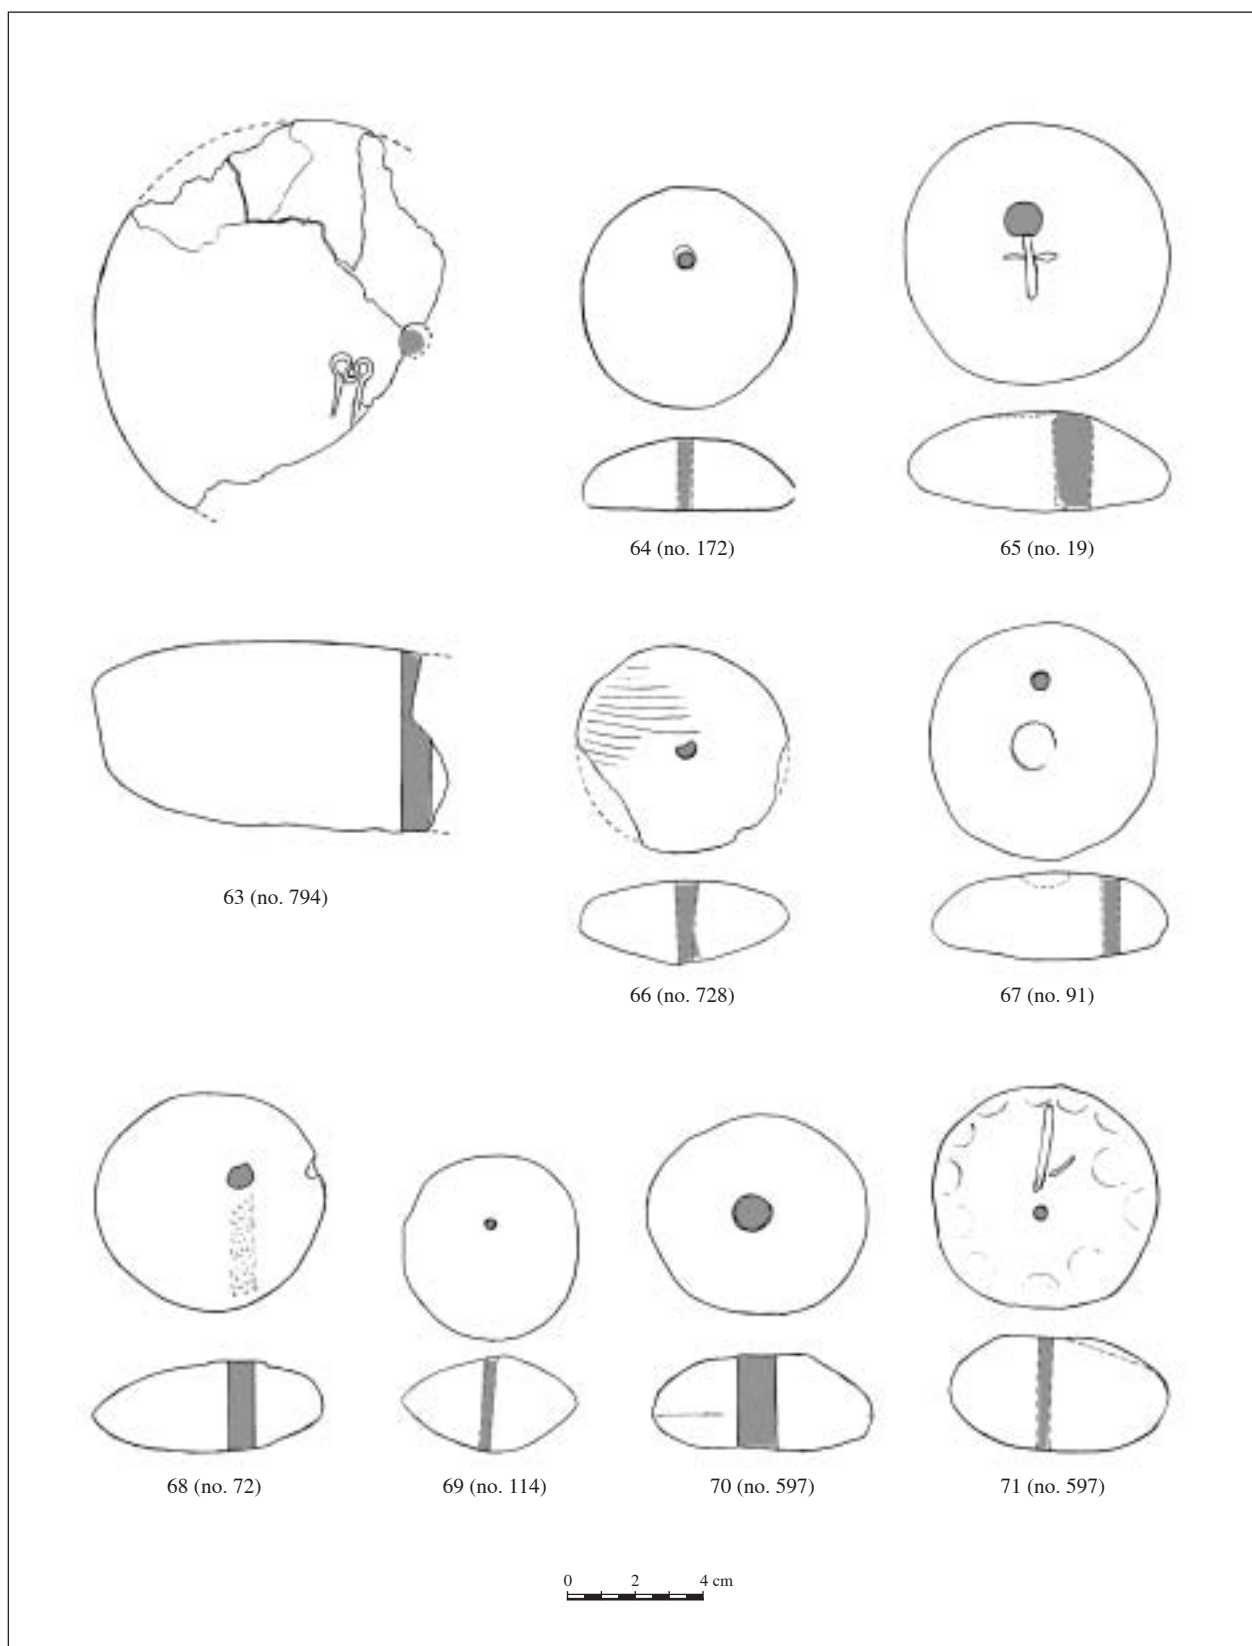 64 (no. 172)
65 (no. 19)
63 (no. 794)
66 (no. 728)
67 (no. 91)
68 (no. 72)
69 (no. 114)
70 (no. 597)
71 (no. 597)
0 2 4 cm